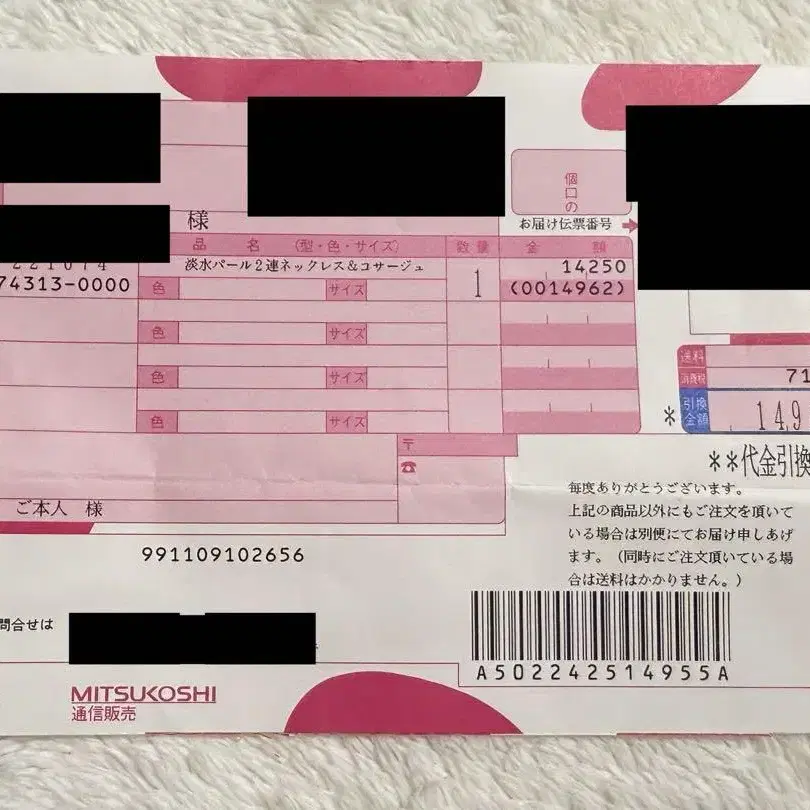 個口の
お届け伝票番号
様
品 名 (型・色・サイズ) 数量 金 額
淡水パール2連ネックレス&コサージュ 1 14250
74313-0000 色 サイズ (0014962)
色 サイズ
色 サイズ
色 サイズ
送料
消費税 71
* 引換金額 14,9
〒
☎
**代金引換
ご本人 様
毎度ありがとうございます。
上記の商品以外にもご注文を頂いて
いる場合は別便にてお届け申しあげ
ます。(同時にご注文頂いている場
合は送料はかかりません。)
991109102656
問合せは
A502242514955A
MITSUKOSHI
通信販売